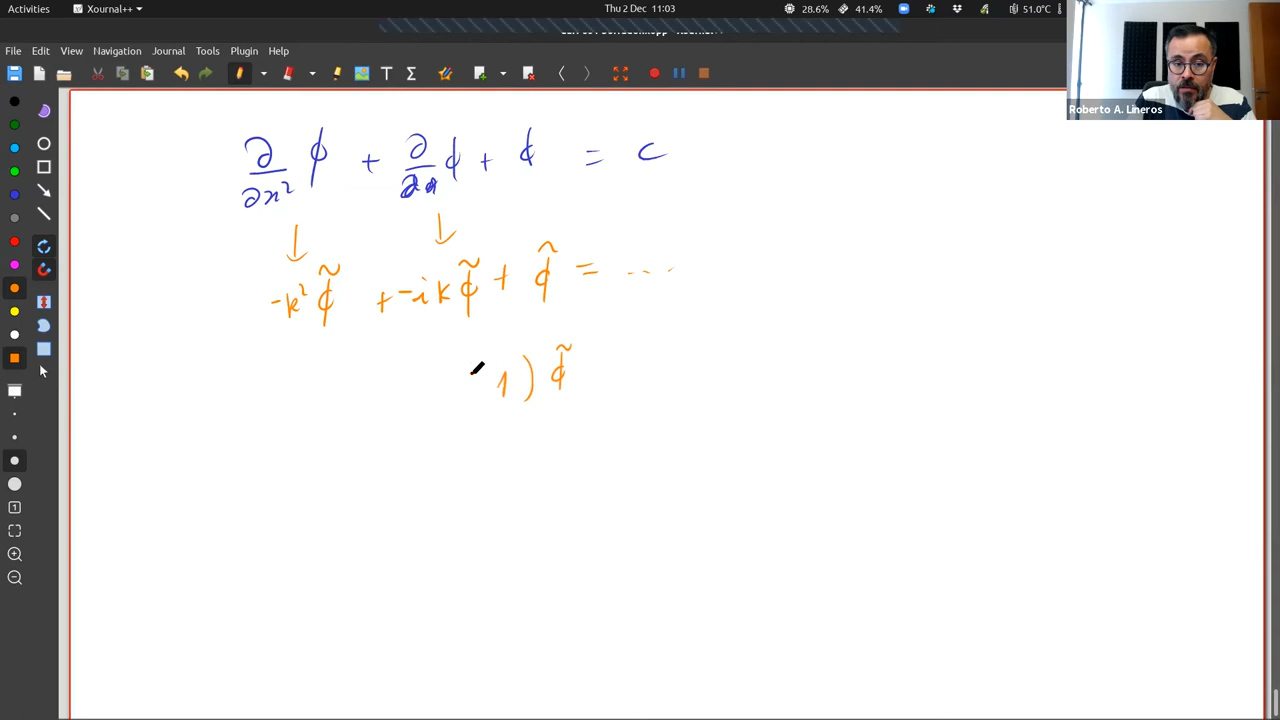 Activities Xournal++ Thu 2 Dec 11:03 28.6% 41.4% 51.0°C
File Edit View Navigation Journal Tools Plugin Help
Roberto A. Lineros
∂/∂x² ϕ + ∂/∂x ϕ + ϕ = c
↓ ↓
-k² ϕ̃ + -ik ϕ̃ + ϕ̂ = ....
1) ϕ̃